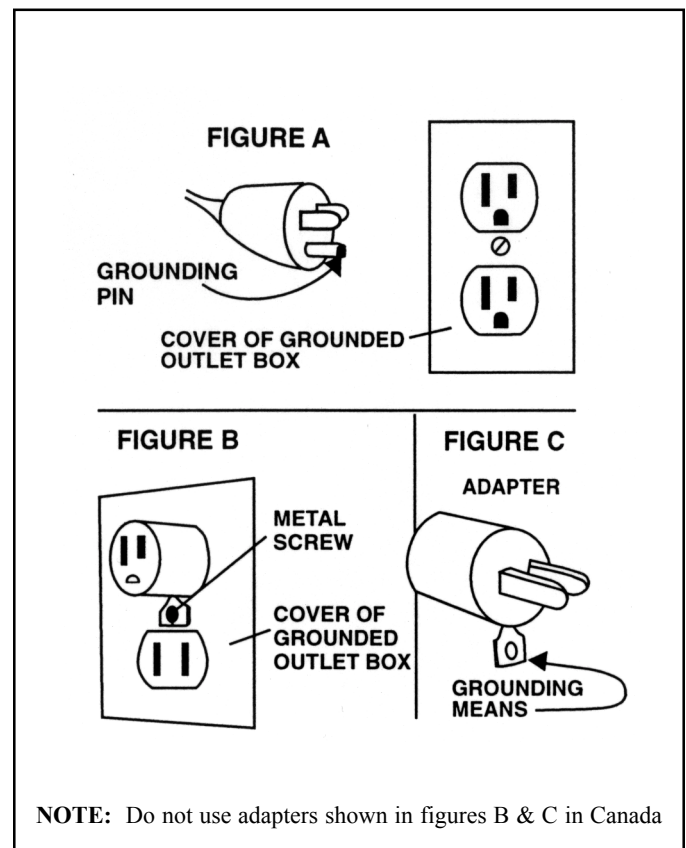 FIGURE A
GROUNDING
PIN
COVER OF GROUNDED
OUTLET BOX
FIGURE B
METAL
SCREW
COVER OF
GROUNDED
OUTLET BOX
FIGURE C
ADAPTER
GROUNDING
MEANS
NOTE: Do not use adapters shown in figures B & C in Canada